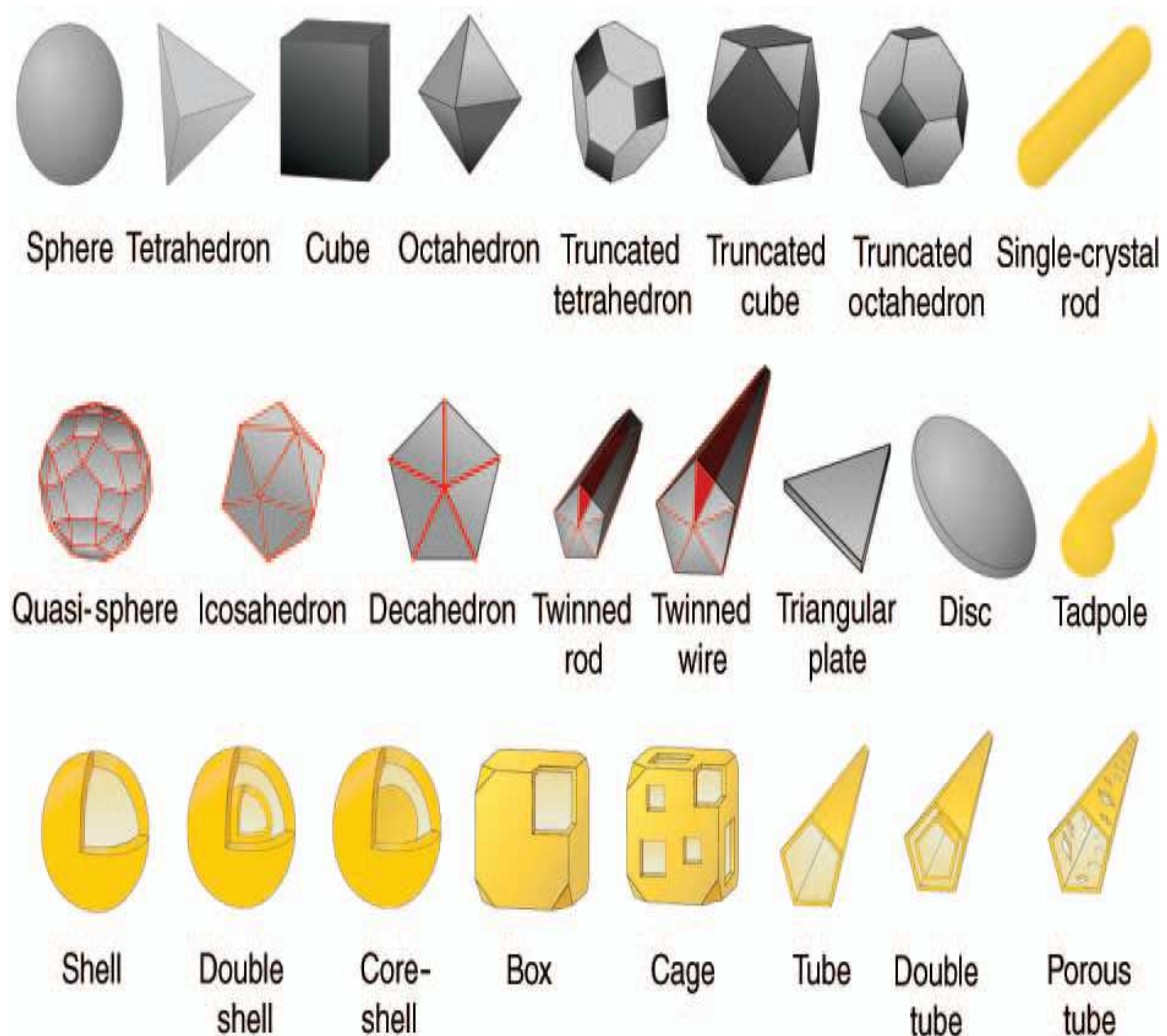 Sphere Tetrahedron Cube Octahedron Truncated tetrahedron Truncated cube Truncated octahedron Single-crystal rod
Quasi-sphere Icosahedron Decahedron Twinned rod Twinned wire Triangular plate Disc Tadpole
Shell Double shell Core-shell Box Cage Tube Double tube Porous tube